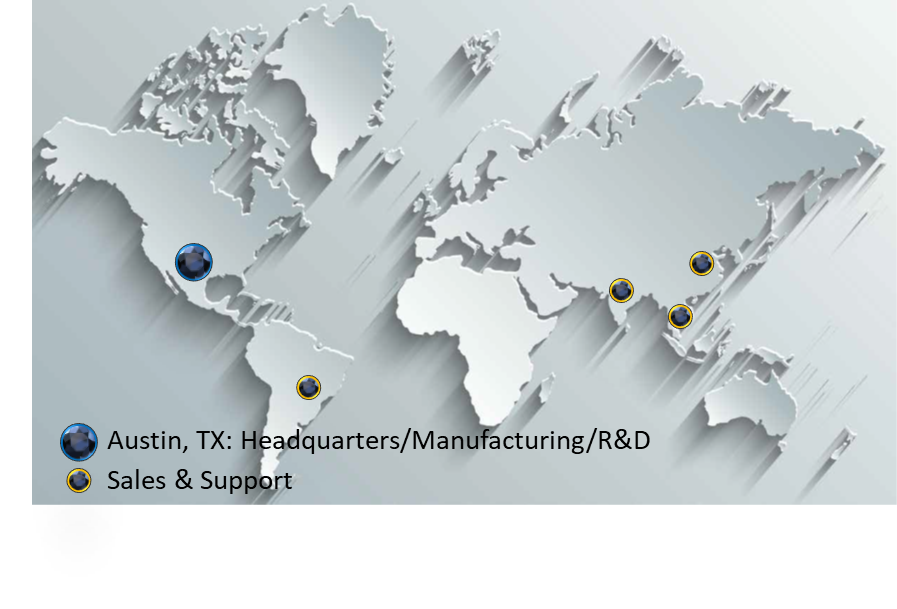 Austin, TX: Headquarters/Manufacturing/R&D
Sales & Support